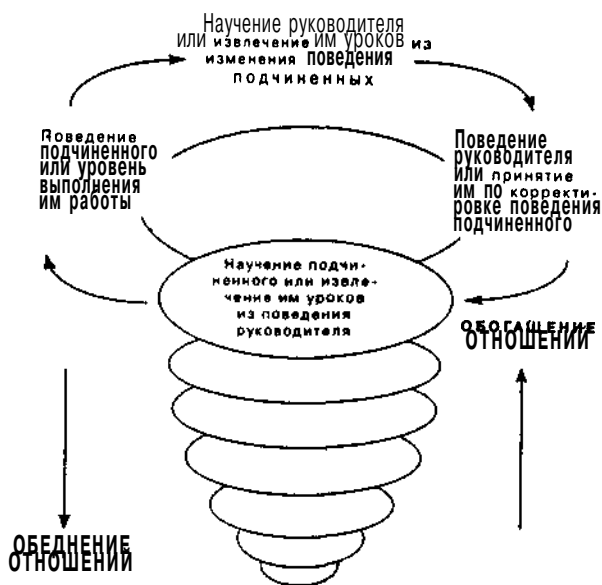 Научение руководителя
или извлечение им уроков из
изменения поведения
подчиненных
Поведение
подчиненного
или уровень
выполнения
им работы
Поведение
руководителя
или принятие
им по корректи-
ровке поведения
подчиненного
Научение подчи-
ненного или извле-
чение им уроков
из поведения
руководителя
ОБОГАЩЕНИЕ
ОТНОШЕНИЙ
ОБЕДНЕНИЕ
ОТНОШЕНИЙ